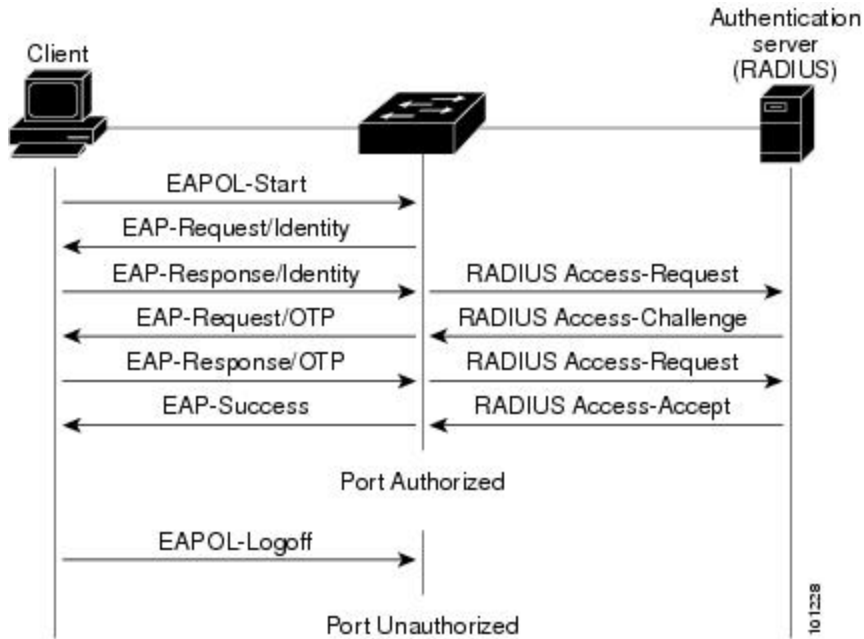 Client
Authentication
server
(RADIUS)
EAPOL-Start
EAP-Request/Identity
EAP-Response/Identity
RADIUS Access-Request
EAP-Request/OTP
RADIUS Access-Challenge
EAP-Response/OTP
RADIUS Access-Request
EAP-Success
RADIUS Access-Accept
Port Authorized
EAPOL-Logoff
Port Unauthorized
101228